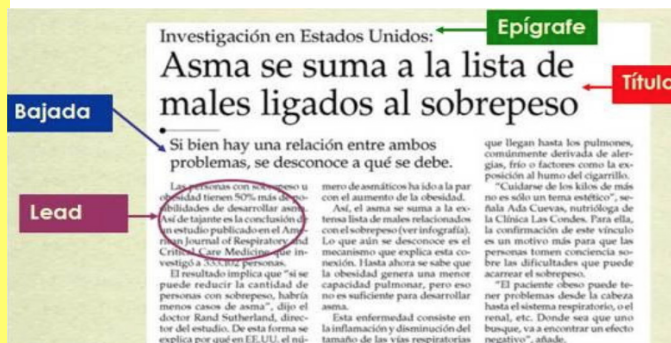 Investigación en Estados Unidos:
Epígrafe
Asma se suma a la lista de
males ligados al sobrepeso
Título
Bajada
Si bien hay una relación entre ambos
problemas, se desconoce a qué se debe.
Lead
Las personas con sobrepeso u
obesidad tienen 50% más de po-
sibilidades de desarrollar asma.
Así de tajante es la conclusión de
un estudio publicado en el Ame-
rican Journal of Respiratory and
Critical Care Medicine que in-
vestigó a 333.102 personas.
El resultado implica que "si se
puede reducir la cantidad de
personas con sobrepeso, habría
menos casos de asma", dijo el
doctor Rand Sutherland, direc-
tor del estudio. De esta forma se
explica por qué en EE.UU. el nú-
mero de asmáticos ha ido a la par
con el aumento de la obesidad.
Así, el asma se suma a la ex-
tensa lista de males relacionados
con el sobrepeso (ver infografía).
Lo que aún se desconoce es el
mecanismo que explica esta co-
nexión. Hasta ahora se sabe que
la obesidad genera una menor
capacidad pulmonar, pero eso
no es suficiente para desarrollar
asma.
Esta enfermedad consiste en
la inflamación y disminución del
tamaño de las vías respiratorias
que llegan hasta los pulmones,
comúnmente derivada de aler-
gias, frío o factores como la ex-
posición al humo del cigarrillo.
"Cuidarse de los kilos de más
no es sólo un tema estético", se-
ñala Ada Cuevas, nutrióloga de
la Clínica Las Condes. Para ella,
la confirmación de este vínculo
es un motivo más para que las
personas tomen conciencia so-
bre las dificultades que puede
acarrear el sobrepeso.
"El paciente obeso puede te-
ner problemas desde la cabeza
hasta el sistema respiratorio, o el
renal, etc. Donde sea que uno
busque, va a encontrar un efecto
negativo", añade.